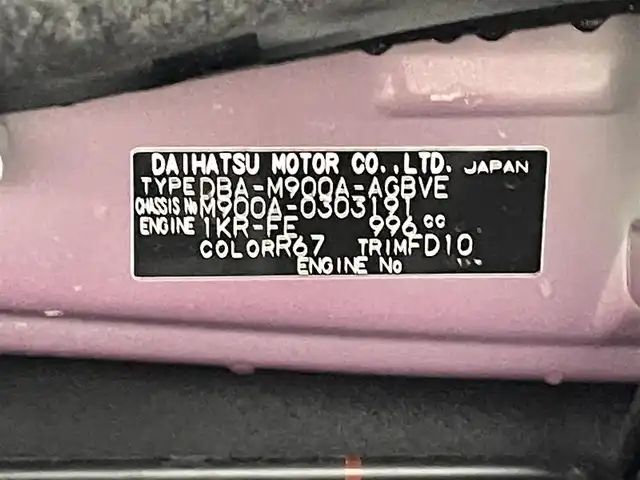 DAIHATSU MOTOR CO.,LTD. JAPAN
TYPE DBA-M900A-AGBVE
CHASSIS No M900A-0303191
ENGINE 1KR-FE 996 cc
COLOR R67 TRIM FD10
ENGINE No